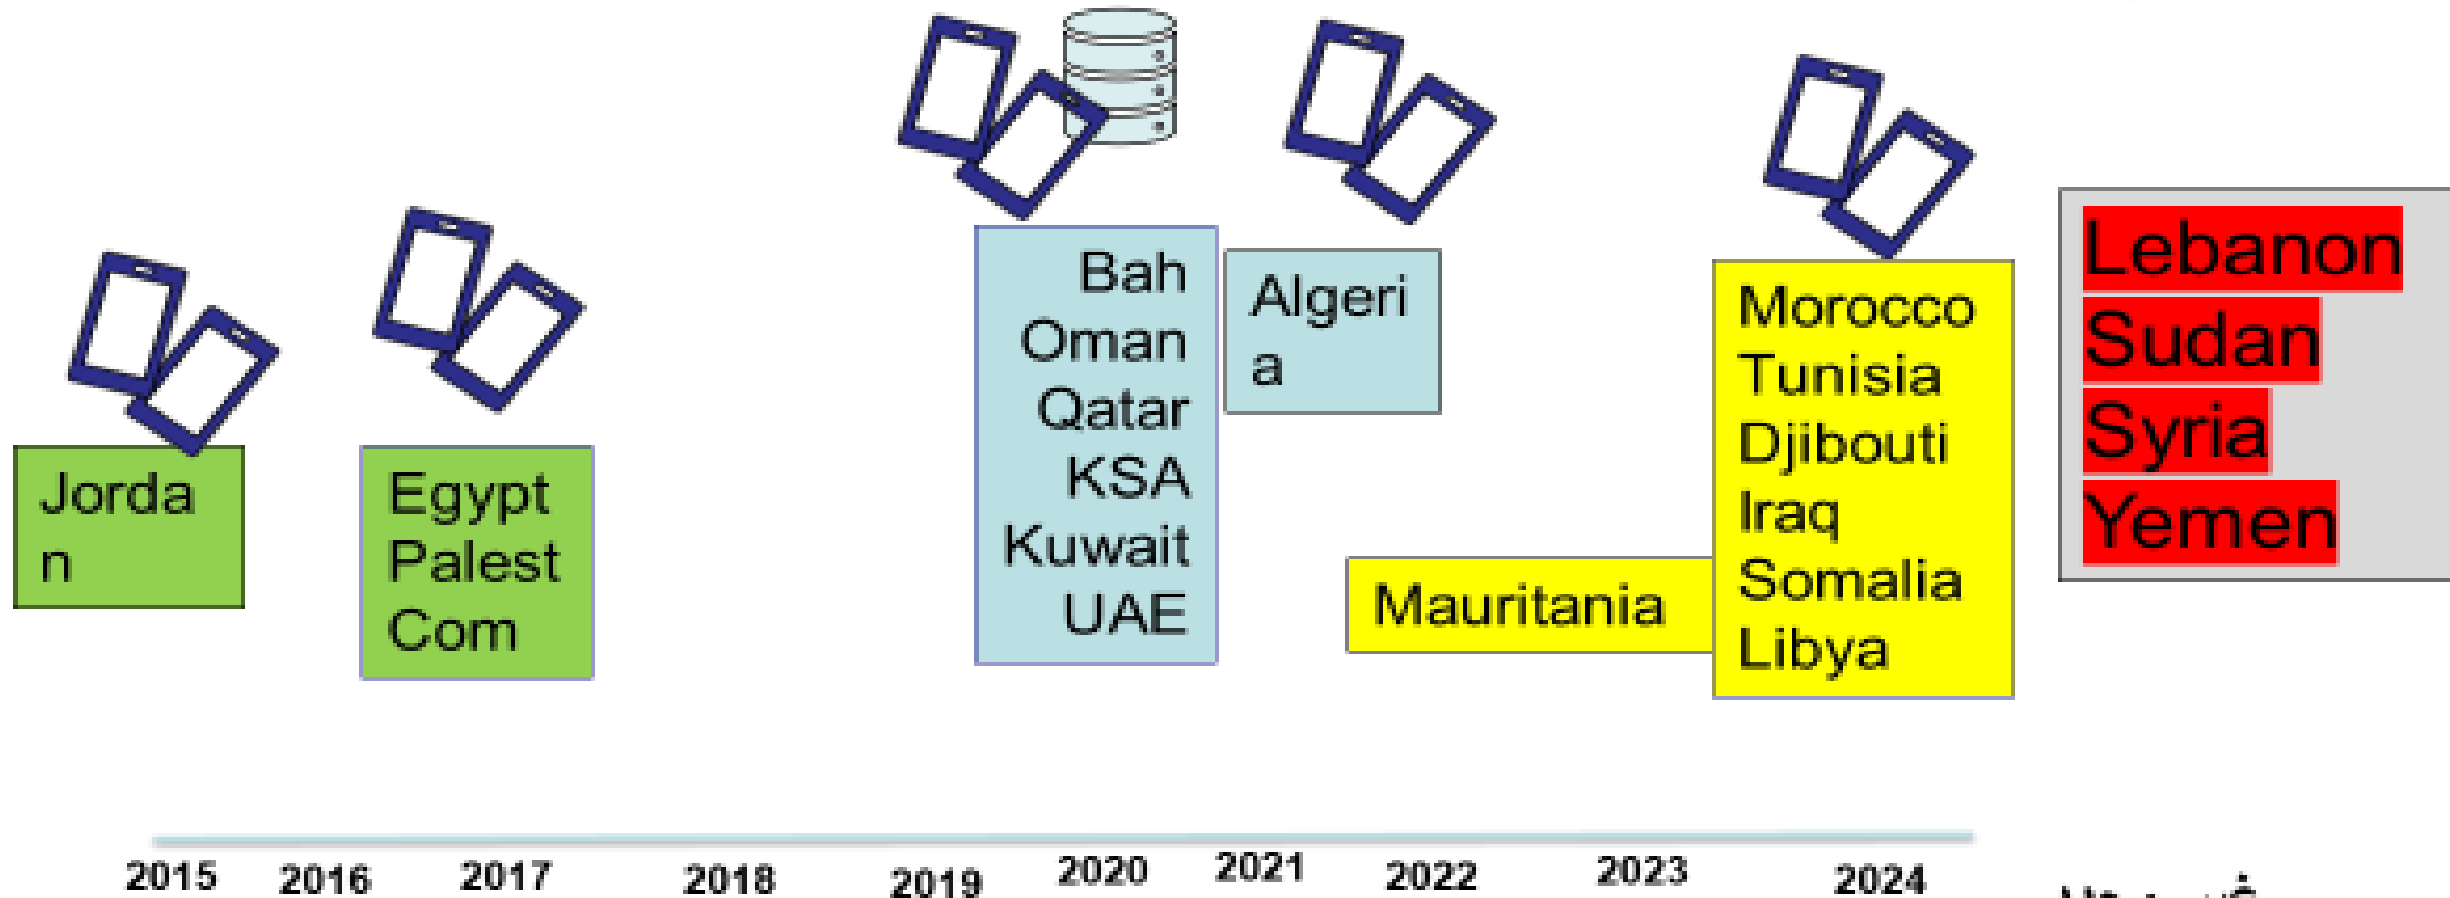 Jorda
n
Egypt
Palest
Com
Bah
Oman
Qatar
KSA
Kuwait
UAE
Algeri
a
Mauritania
Morocco
Tunisia
Djibouti
Iraq
Somalia
Libya
Lebanon
Sudan
Syria
Yemen
2015 2016 2017 2018 2019 2020 2021 2022 2023 2024